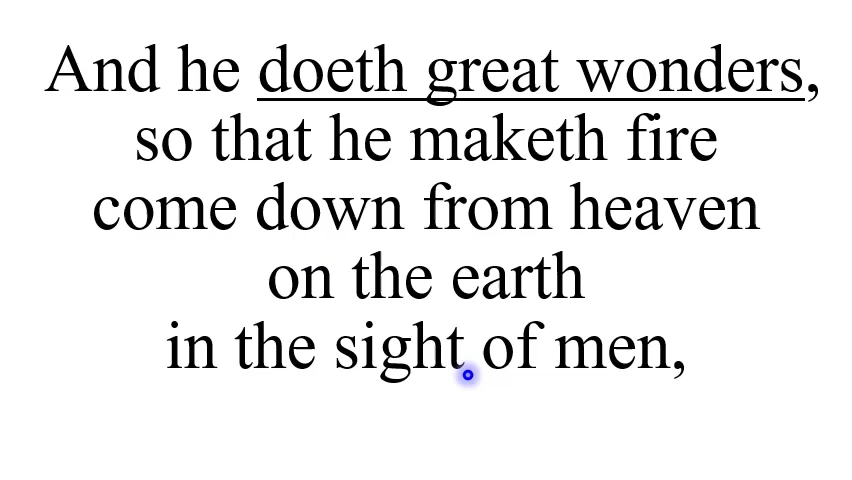 And he doeth great wonders,
so that he maketh fire
come down from heaven
on the earth
in the sight of men,